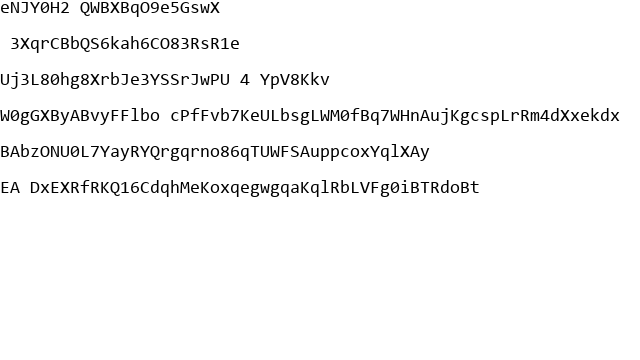 eNJY0H2 QWBXBqO9e5GswX
3XqrCBbQS6kah6CO83RsR1e
Uj3L80hg8XrbJe3YSSrJwPU 4 YpV8Kkv
W0gGXByABvyFFlbo cPfFvb7KeULbsgLWM0fBq7WHnAujKgcspLrRm4dXxekdx
BAbzONU0L7YayRYQrgqrno86qTUWFSAuppcoxYqlXAy
EA DxEXRfRKQ16CdqhMeKoxqegwgqaKqlRbLVFg0iBTRdoBt